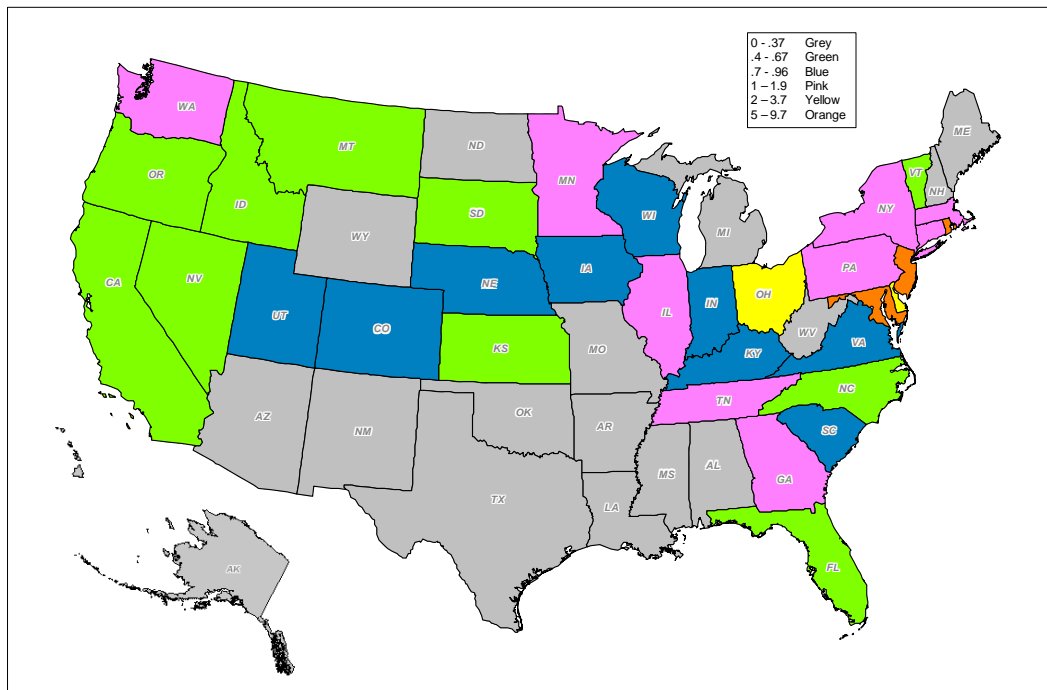 0 - .37 Grey
.4 - .67 Green
.7 - .96 Blue
1 – 1.9 Pink
2 – 3.7 Yellow
5 – 9.7 Orange
WA
MT
ND
MN
ME
VT
NH
OR
ID
SD
WI
NY
MI
WY
PA
CA
NV
NE
IA
OH
IN
IL
UT
CO
WV
VA
KS
MO
KY
NC
TN
AZ
NM
OK
AR
SC
MS
AL
GA
TX
LA
FL
AK